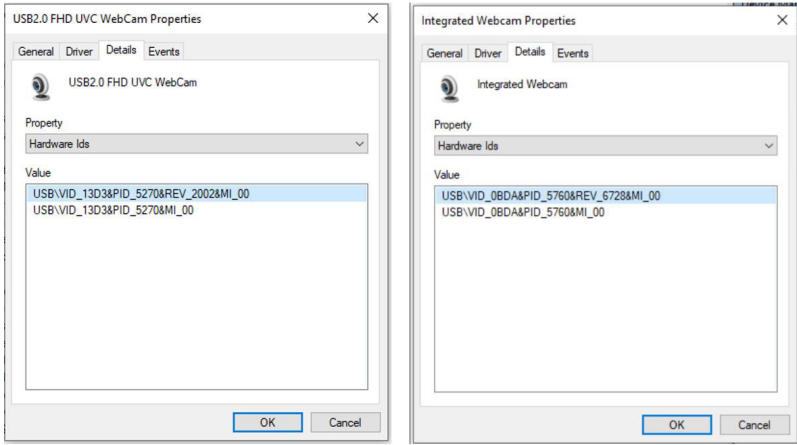 USB2.0 FHD UVC WebCam Properties
General Driver Details Events
USB2.0 FHD UVC WebCam
Property
Hardware Ids
Value
USB\VID_13D3&PID_5270&REV_2002&MI_00
USB\VID_13D3&PID_5270&MI_00
OK Cancel
Integrated Webcam Properties
General Driver Details Events
Integrated Webcam
Property
Hardware Ids
Value
USB\VID_0BDA&PID_5760&REV_6728&MI_00
USB\VID_0BDA&PID_5760&MI_00
OK Cancel